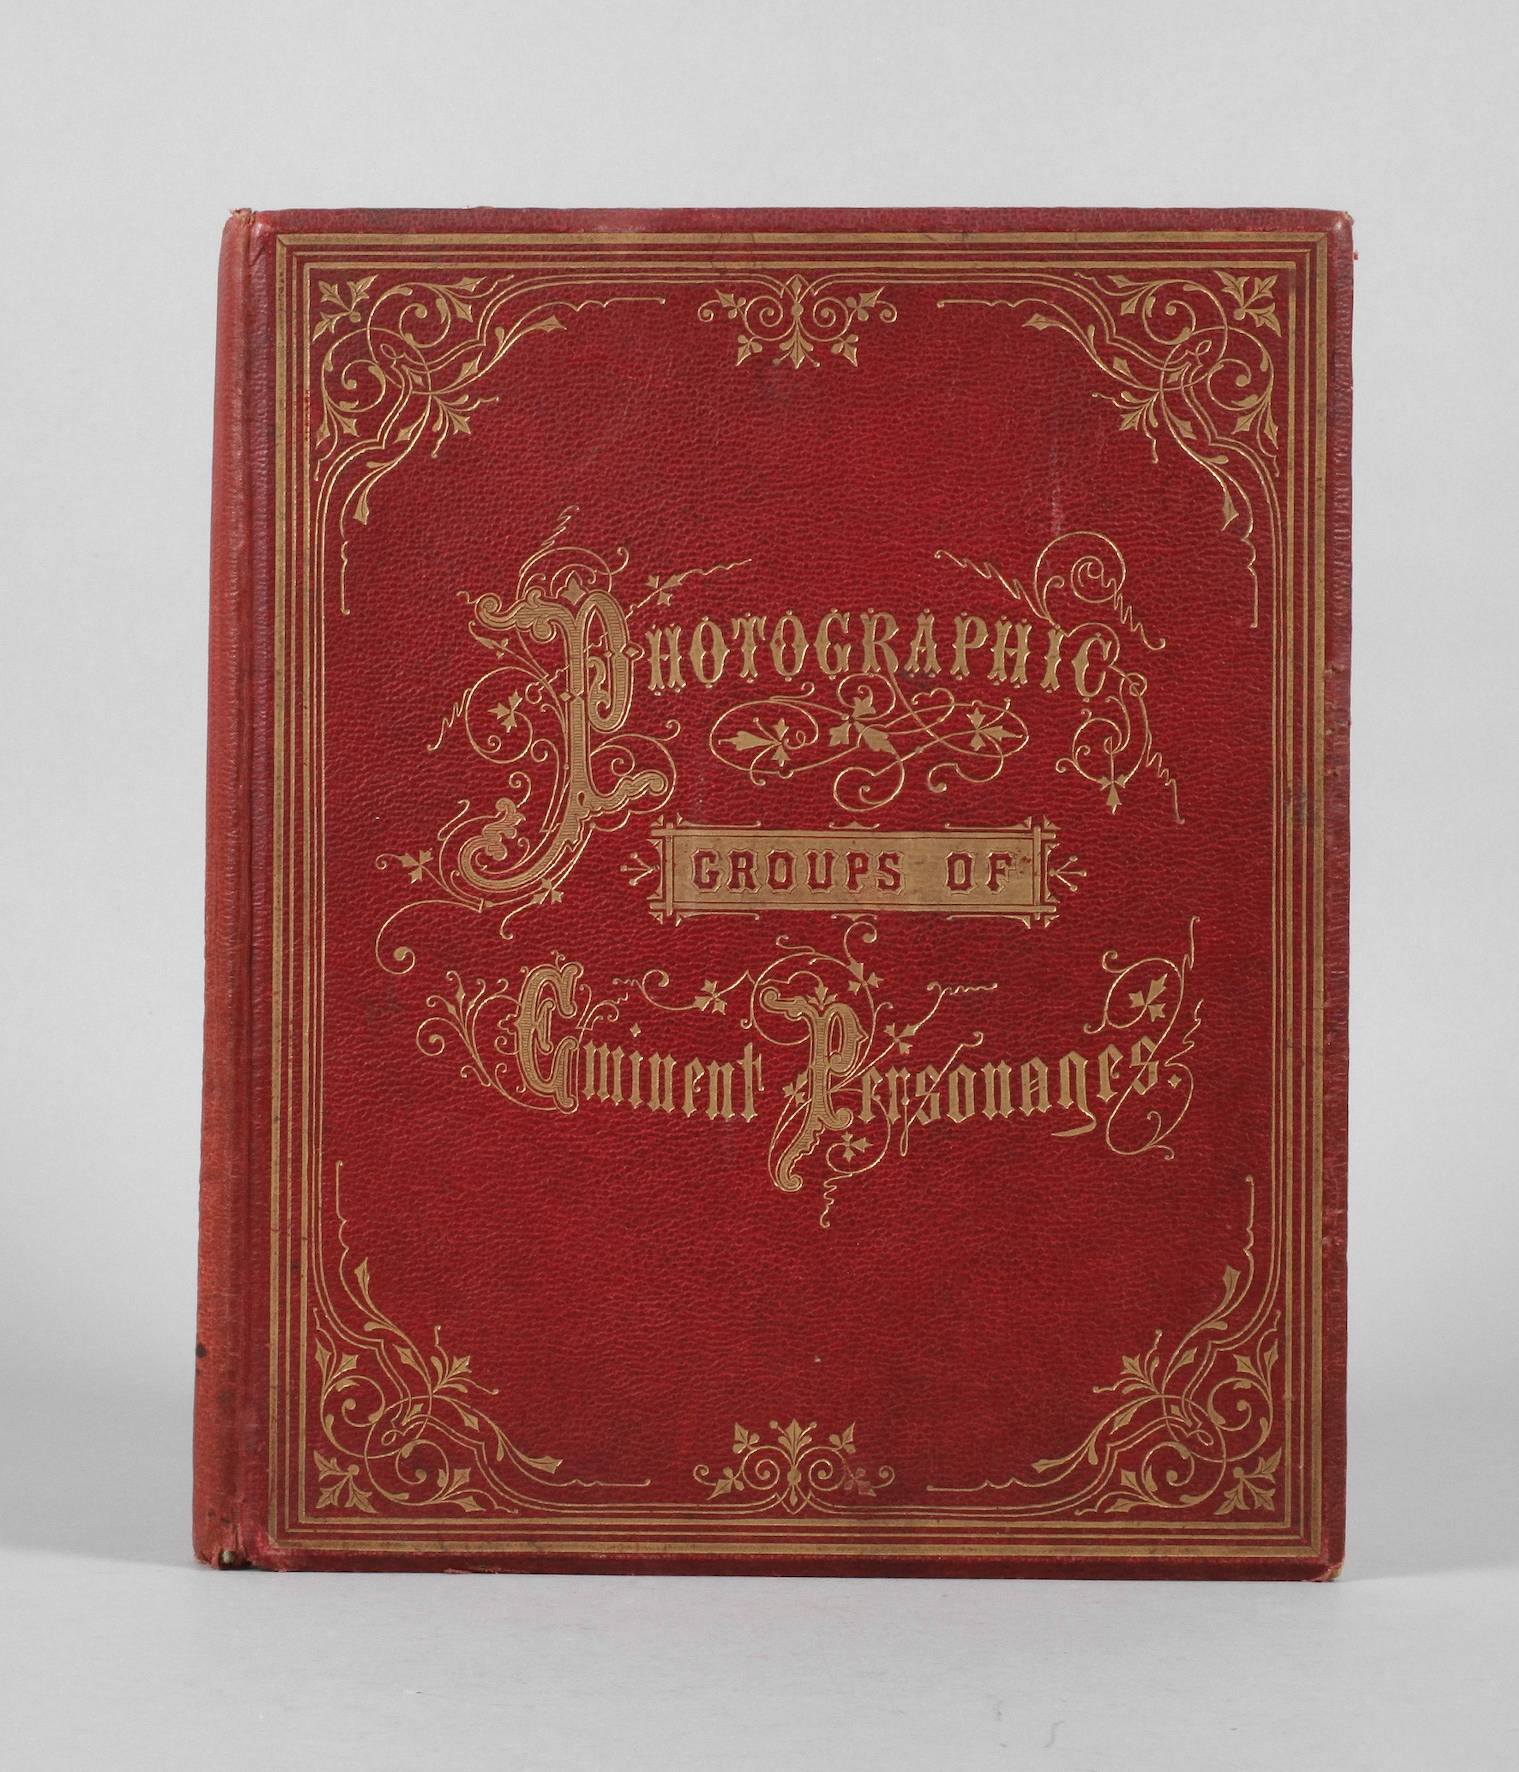 PHOTOGRAPHIC
GROUPS OF
Eminent Personages.